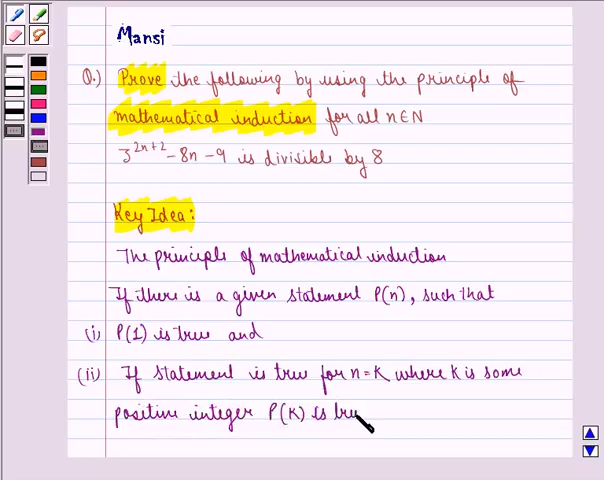 Mansi
Q.) Prove the following by using the principle of
mathematical induction for all n∈N
3^{2n+2} - 8n - 9 is divisible by 8
Key Idea:
The principle of mathematical induction
If there is a given statement P(n), such that
(i) P(1) is true and
(ii) If statement is true for n=K where K is some
positive integer P(K) is true